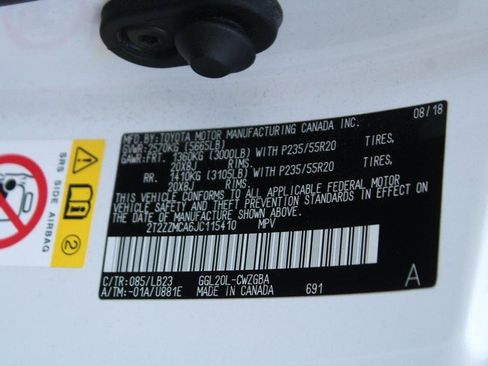 MFD. BY: TOYOTA MOTOR MANUFACTURING CANADA INC. 08/18
GVWR: 2570KG (5665LB)
GAWR: FRT. 1360KG (3000LB) WITH P235/55R20 TIRES,
20X8J RIMS.
RR. 1410KG (3105LB) WITH P235/55R20 TIRES,
20X8J RIMS.
THIS VEHICLE CONFORMS TO ALL APPLICABLE FEDERAL MOTOR
VEHICLE SAFETY AND THEFT PREVENTION STANDARDS IN EFFECT ON
THE DATE OF MANUFACTURE SHOWN ABOVE.
2T2ZZMCA6JC115410 MPV
C/TR: 085/LB23 GGL20L-CWZGBA
A/TM: -01A/U881E MADE IN CANADA 691
A
SRS SIDE AIRBAG
2